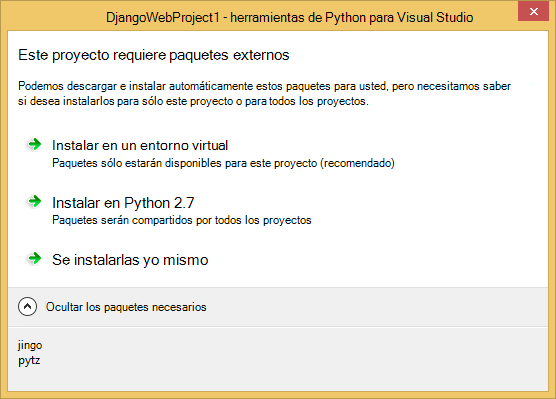 DjangoWebProject1 - herramientas de Python para Visual Studio
Este proyecto requiere paquetes externos
Podemos descargar e instalar automáticamente estos paquetes para usted, pero necesitamos saber
si desea instalarlos para sólo este proyecto o para todos los proyectos.
Instalar en un entorno virtual
Paquetes sólo estarán disponibles para este proyecto (recomendado)
Instalar en Python 2.7
Paquetes serán compartidos por todos los proyectos
Se instalarlas yo mismo
Ocultar los paquetes necesarios
jingo
pytz